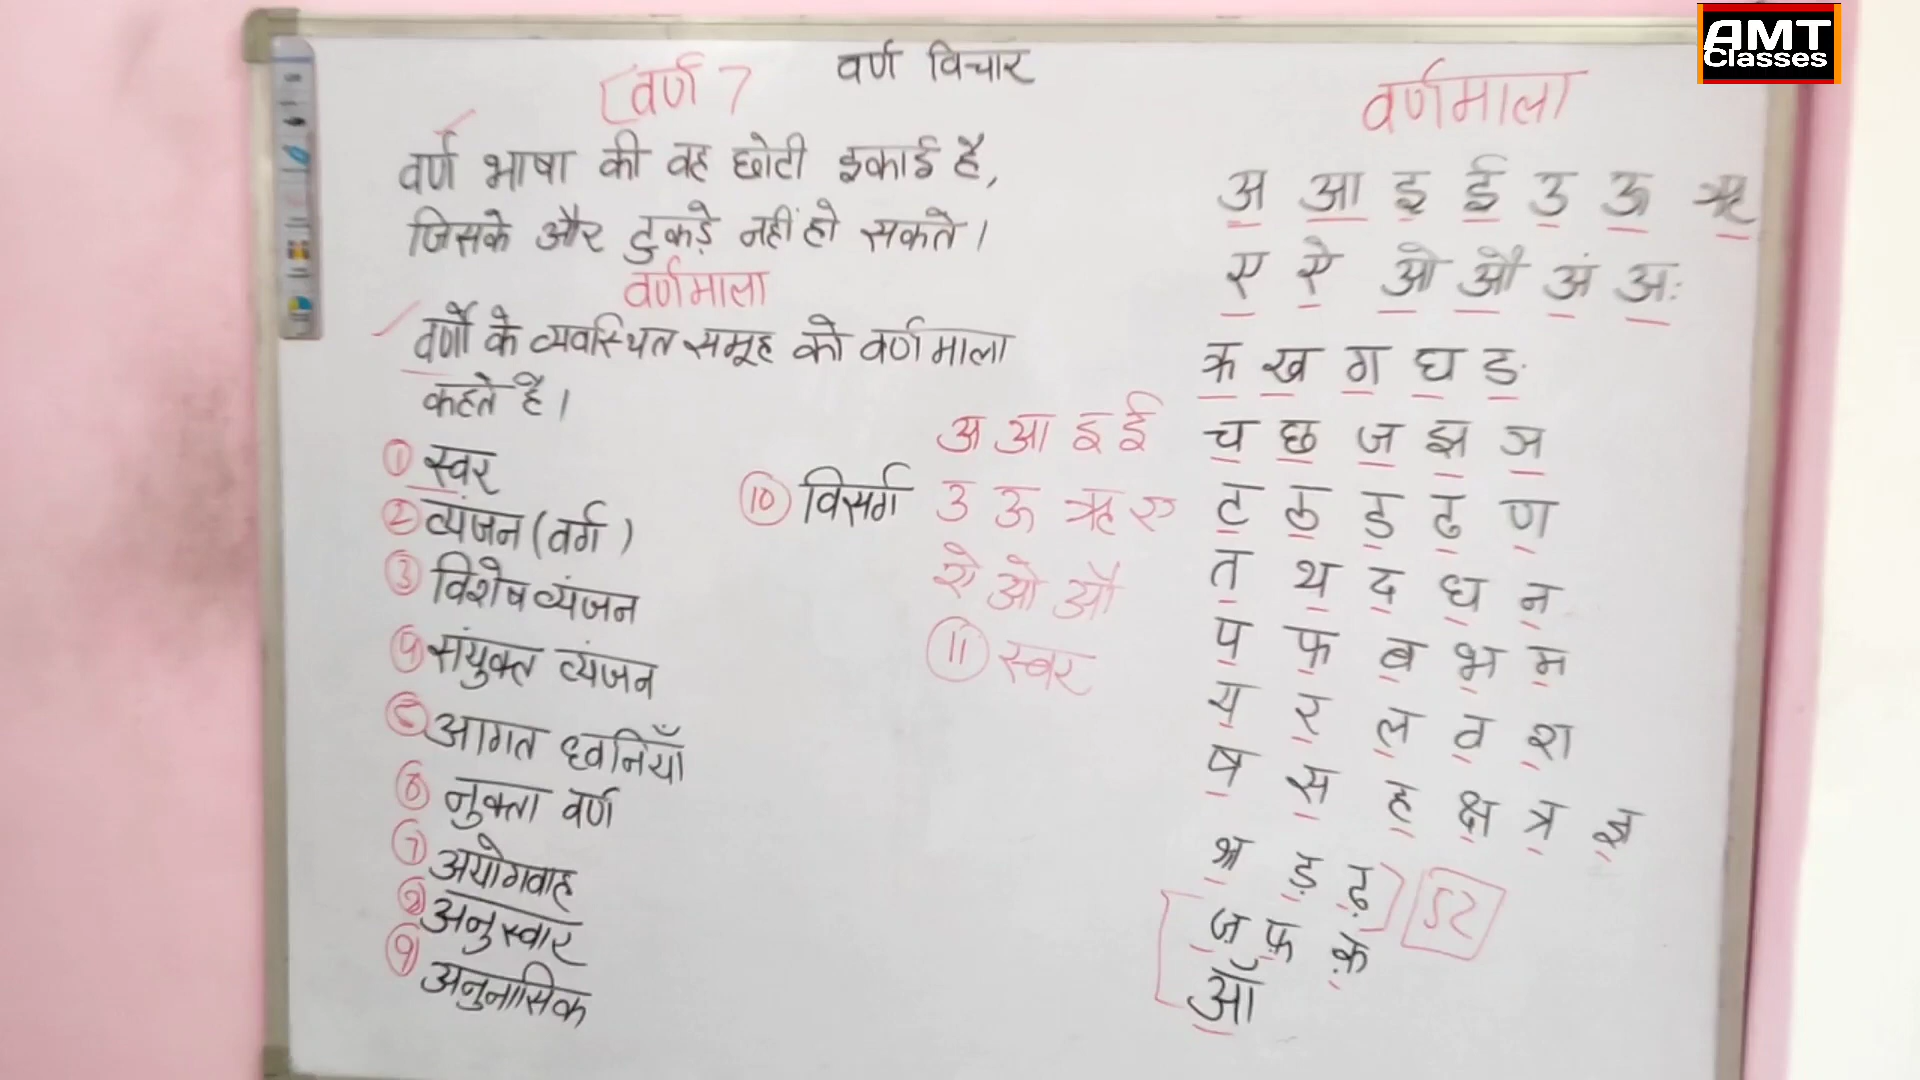 AMT
Classes
वर्ण विचार
[वर्ण]
वर्ण भाषा की वह छोटी इकाई है,
जिसके और टुकड़े नहीं हो सकते।
वर्णमाला
वर्णों के व्यवस्थित समूह को वर्णमाला
कहते है।
① स्वर
② व्यंजन (वर्ग)
③ विशेष व्यंजन
④ संयुक्त व्यंजन
⑤ आगत ध्वनियाँ
⑥ नुक्ता वर्ण
⑦ अयोगवाह
⑧ अनुस्वार
⑨ अनुनासिक
⑩ विसर्ग
अ आ इ ई
उ ऊ ऋ ए
ऐ ओ औ
⑪ स्वर
वर्णमाला
अ आ इ ई उ ऊ ऋ
ए ऐ ओ औ अं अः
क ख ग घ ङ
च छ ज झ ञ
ट ठ ड ढ ण
त थ द ध न
प फ ब भ म
य र ल व श
ष स ह क्ष त्र ज्ञ
श्र ड़ ढ़ 52
ज़ फ़ क़
ऑ